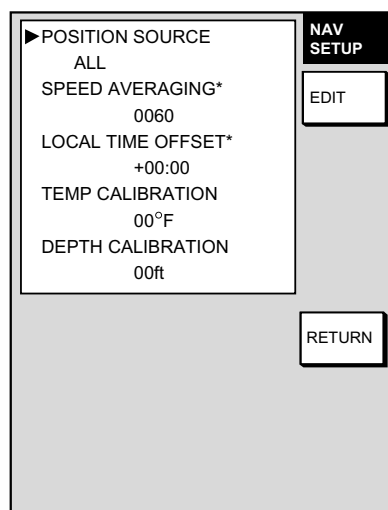 ▶POSITION SOURCE
ALL
SPEED AVERAGING*
0060
LOCAL TIME OFFSET*
+00:00
TEMP CALIBRATION
00°F
DEPTH CALIBRATION
00ft
NAV
SETUP
EDIT
RETURN